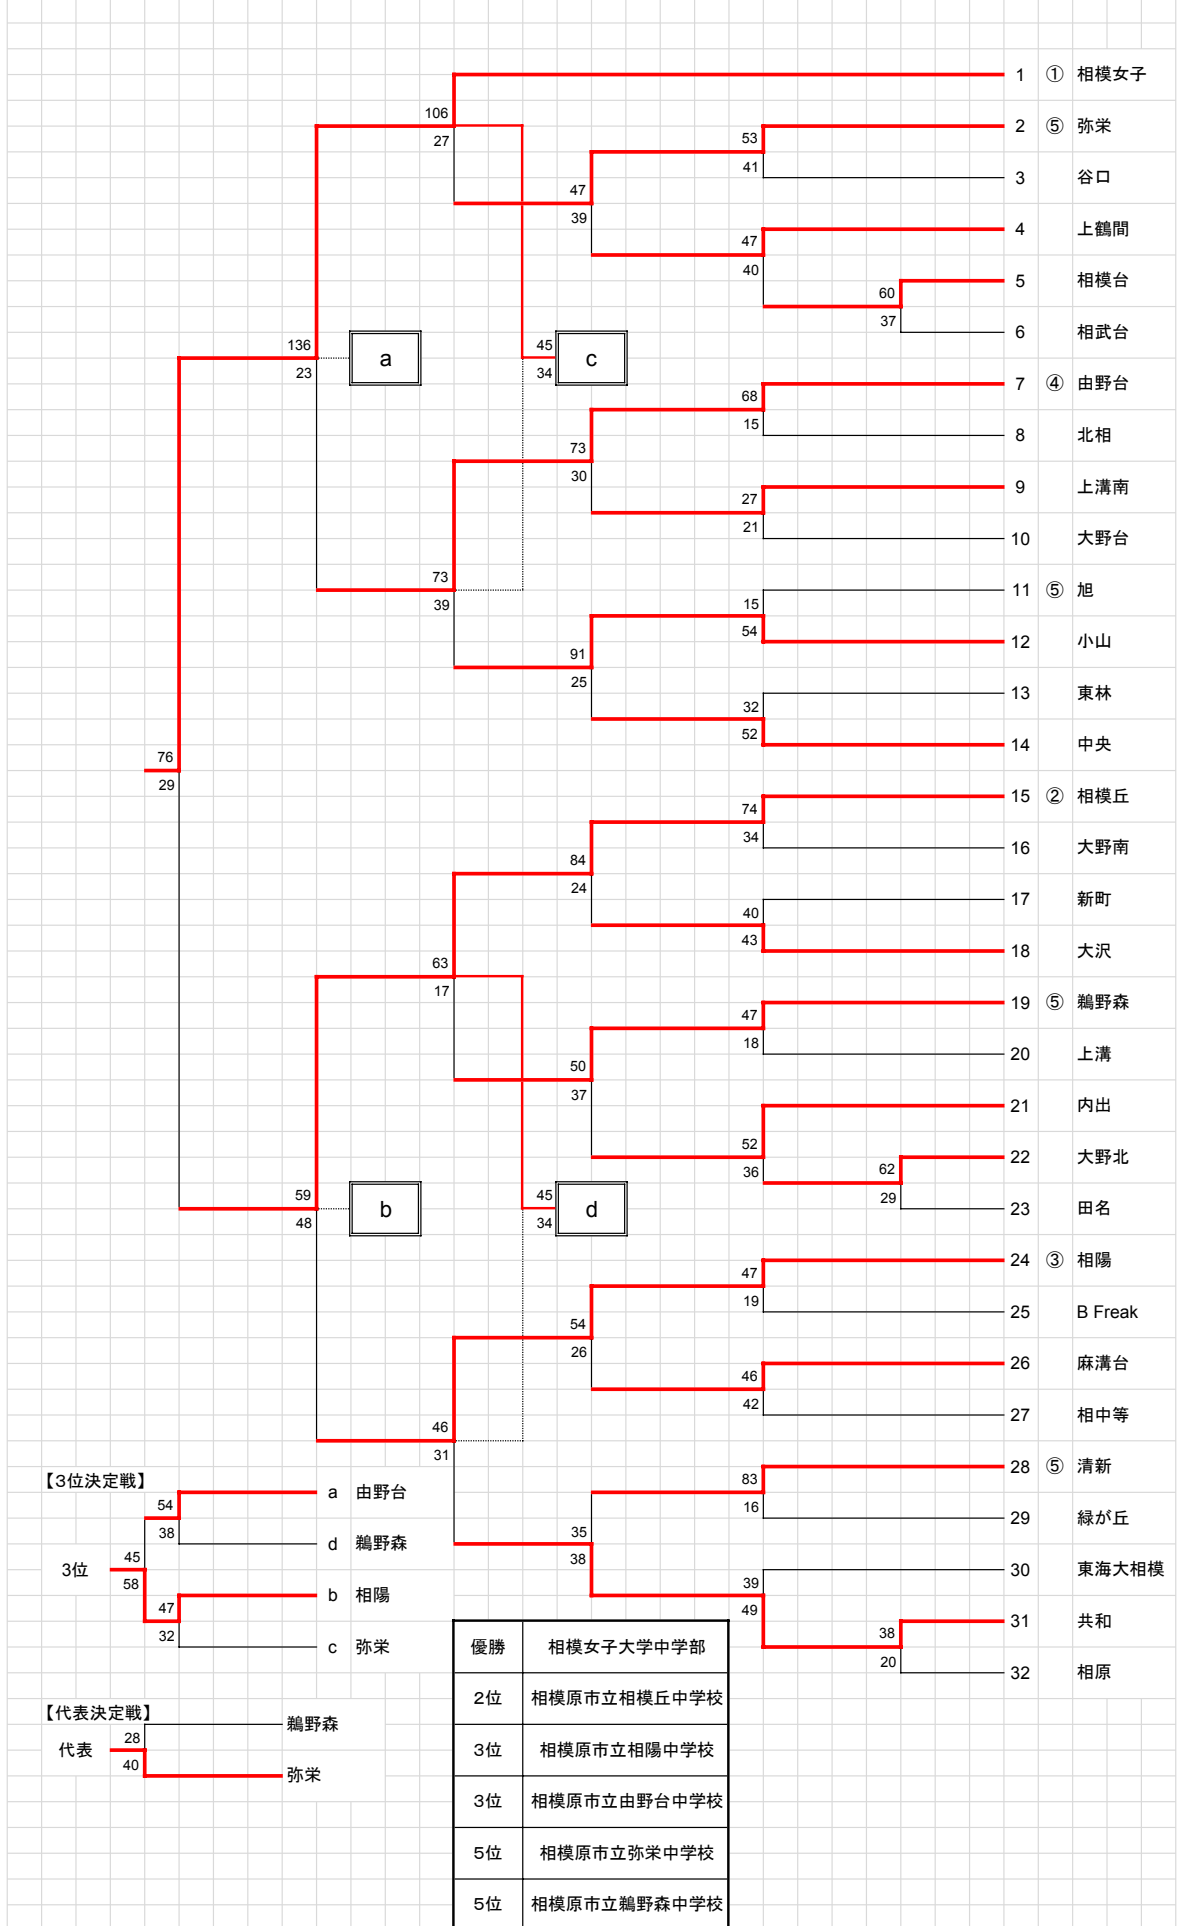 1 ① 相模女子
106
27
2 ⑤ 弥栄
53
41
3 谷口
47
39
4 上鶴間
47
40
5 相模台
60
37
6 相武台
136
23
a
45
34
c
7 ④ 由野台
68
15
8 北相
73
30
9 上溝南
27
21
10 大野台
73
39
11 ⑤ 旭
15
54
12 小山
91
25
13 東林
32
52
14 中央
76
29
15 ② 相模丘
74
34
16 大野南
84
24
17 新町
40
43
18 大沢
63
17
19 ⑤ 鵜野森
47
18
20 上溝
50
37
21 内出
52
36
22 大野北
62
29
23 田名
59
48
b
45
34
d
24 ③ 相陽
47
19
25 B Freak
54
26
26 麻溝台
46
42
27 相中等
46
31
28 ⑤ 清新
83
16
29 緑が丘
35
38
30 東海大相模
39
49
31 共和
38
20
32 相原
【3位決定戦】
a 由野台
54
38
d 鵜野森
3位
45
58
b 相陽
47
32
c 弥栄
【代表決定戦】
鵜野森
代表
28
40
弥栄
優勝 相模女子大学中学部
2位 相模原市立相模丘中学校
3位 相模原市立相陽中学校
3位 相模原市立由野台中学校
5位 相模原市立弥栄中学校
5位 相模原市立鵜野森中学校